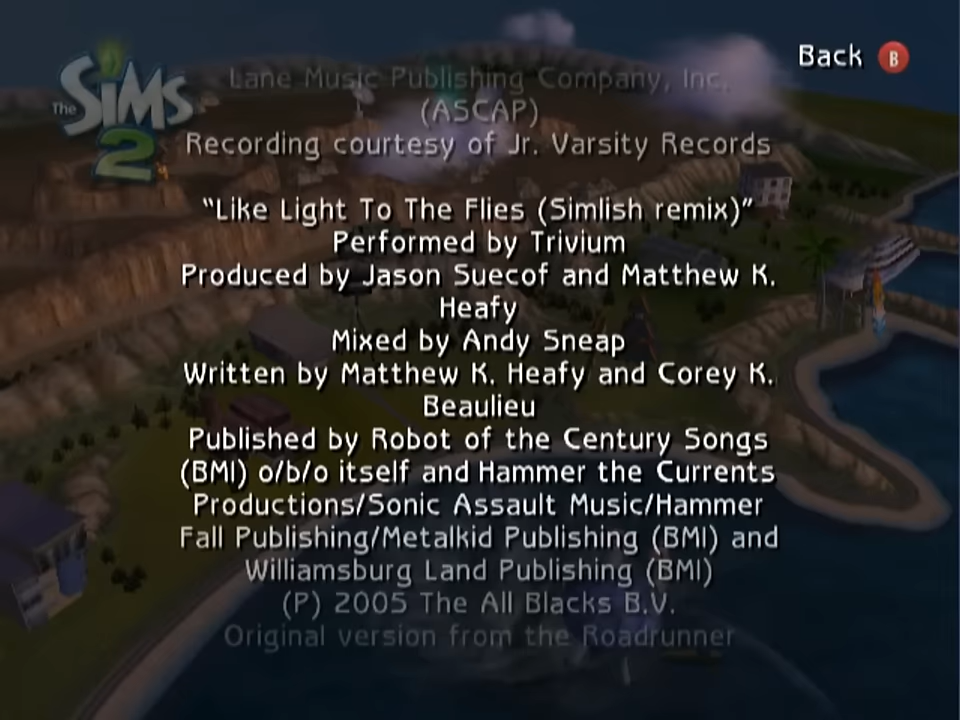 Back B
The Sims 2
Lane Music Publishing Company, Inc.
(ASCAP)
Recording courtesy of Jr. Varsity Records
“Like Light To The Flies (Simlish remix)”
Performed by Trivium
Produced by Jason Suecof and Matthew K.
Heafy
Mixed by Andy Sneap
Written by Matthew K. Heafy and Corey K.
Beaulieu
Published by Robot of the Century Songs
(BMI) o/b/o itself and Hammer the Currents
Productions/Sonic Assault Music/Hammer
Fall Publishing/Metalkid Publishing (BMI) and
Williamsburg Land Publishing (BMI)
(P) 2005 The All Blacks B.V.
Original version from the Roadrunner